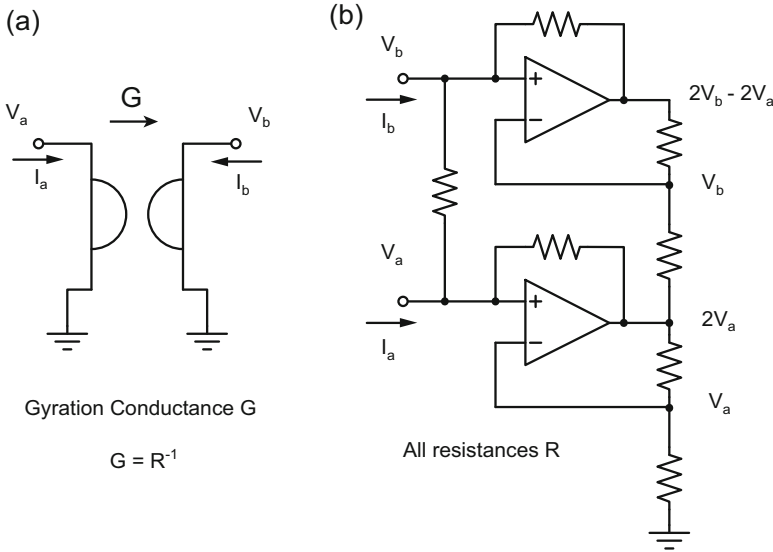 (a)
G
V_a
V_b
I_a
I_b
Gyration Conductance G
G = R^-1
(b)
V_b
I_b
+
−
2V_b - 2V_a
V_b
V_a
I_a
+
−
2V_a
V_a
All resistances R